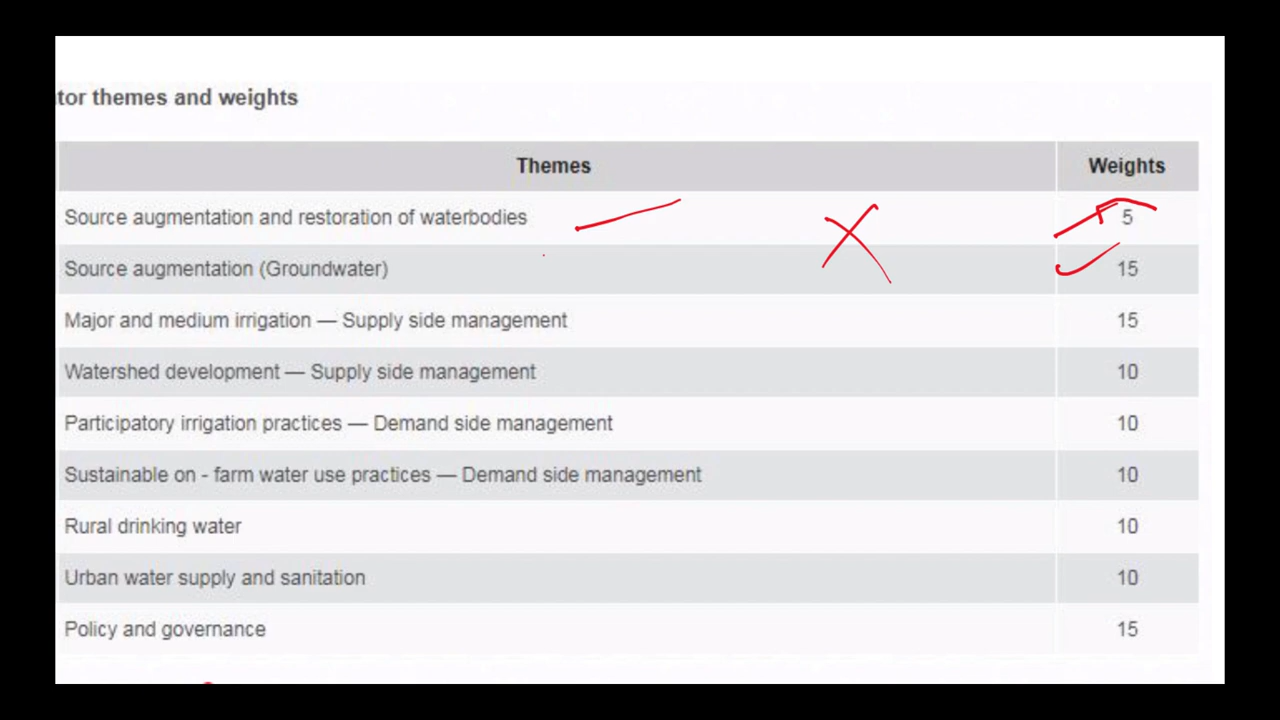 tor themes and weights
Themes Weights
Source augmentation and restoration of waterbodies 5
Source augmentation (Groundwater) 15
Major and medium irrigation — Supply side management 15
Watershed development — Supply side management 10
Participatory irrigation practices — Demand side management 10
Sustainable on - farm water use practices — Demand side management 10
Rural drinking water 10
Urban water supply and sanitation 10
Policy and governance 15